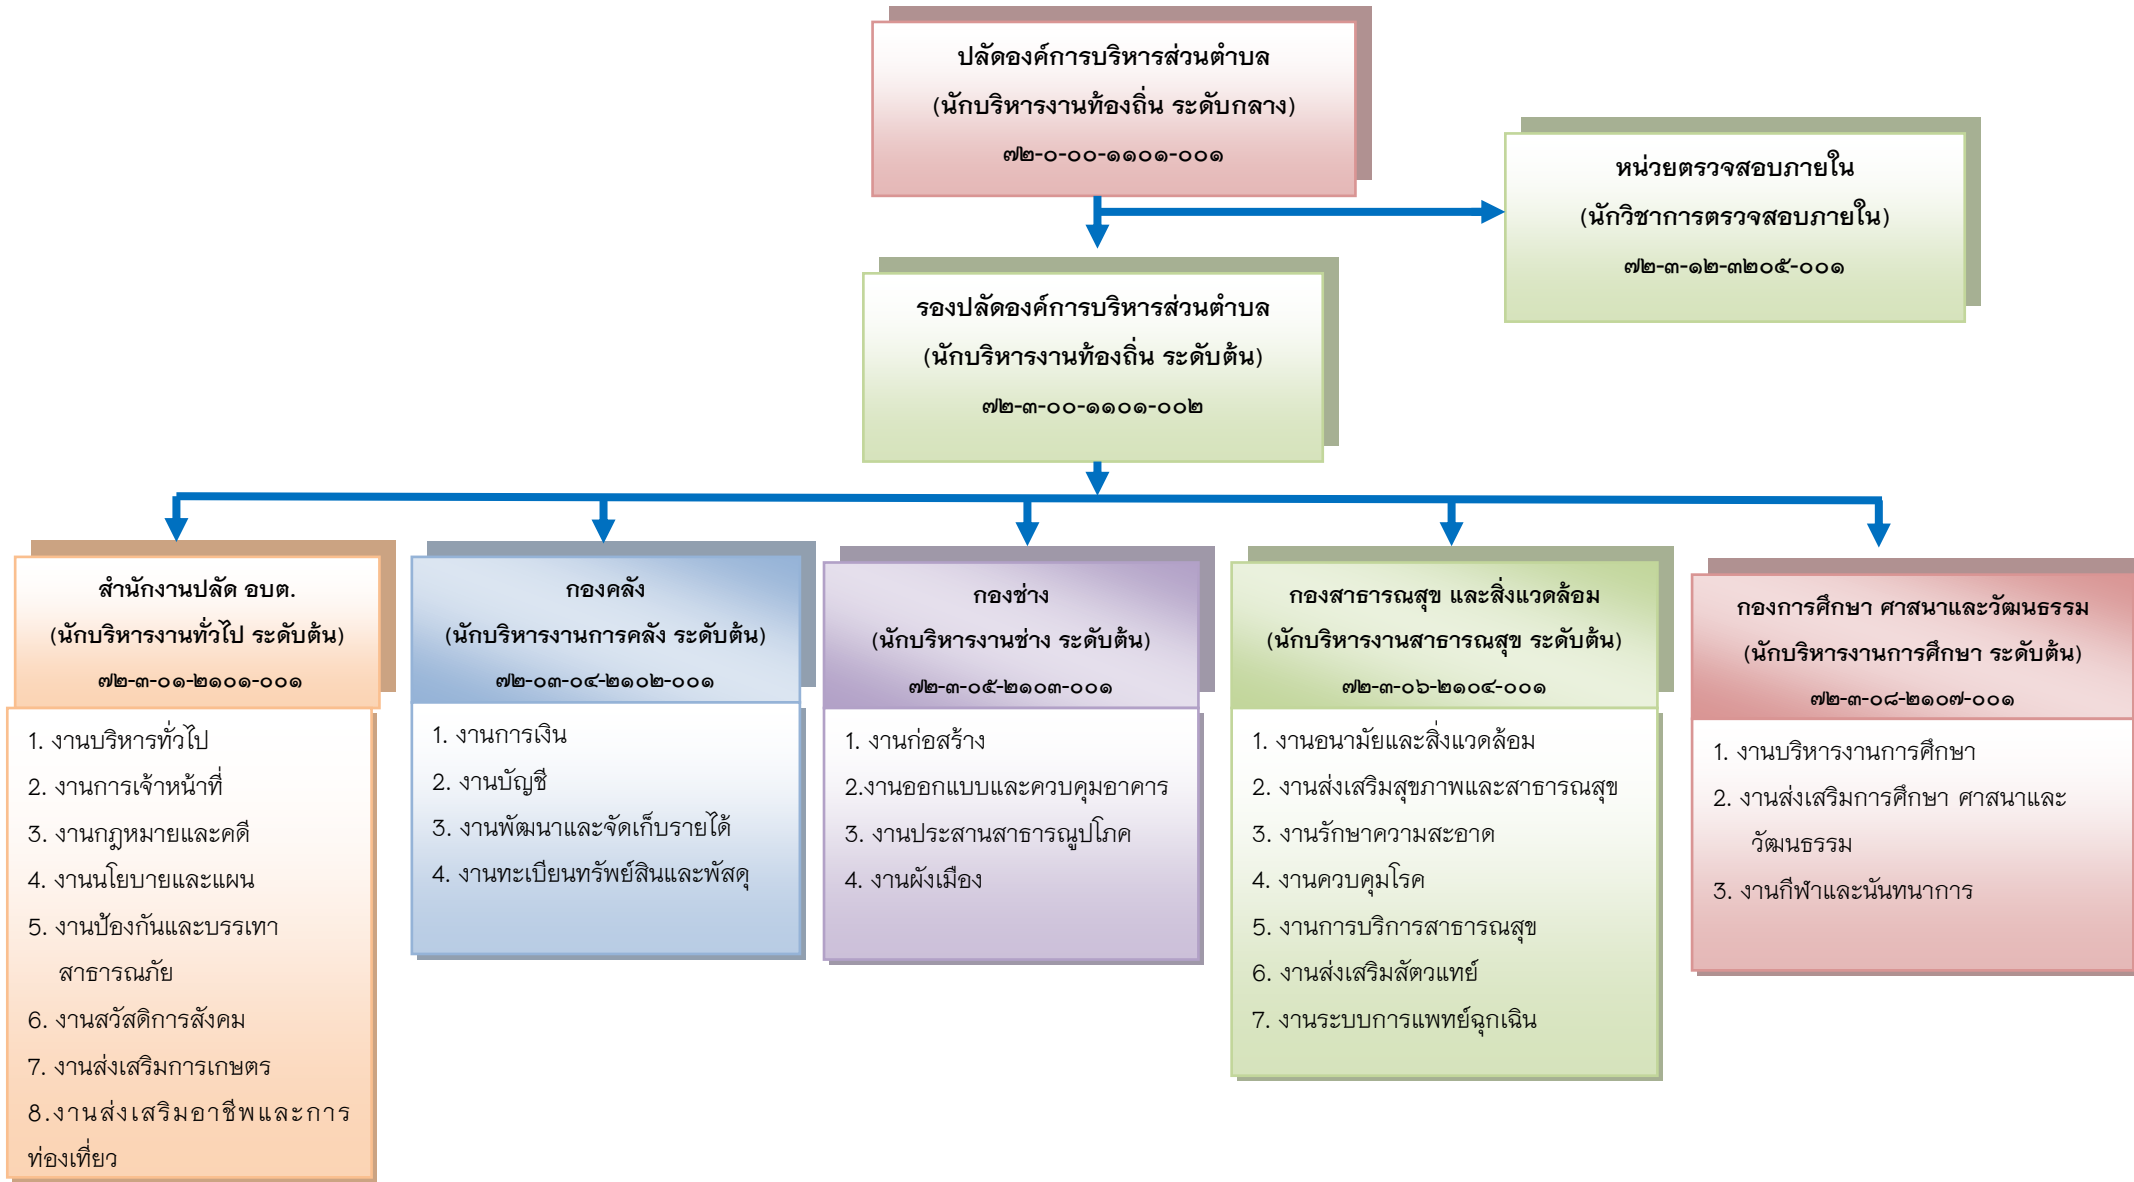 ปลัดองค์การบริหารส่วนตำบล
(นักบริหารงานท้องถิ่น ระดับกลาง)
๗๒-๐-๐๐-๑๑๐๑-๐๐๑
หน่วยตรวจสอบภายใน
(นักวิชาการตรวจสอบภายใน)
๗๒-๓-๑๒-๓๒๐๕-๐๐๑
รองปลัดองค์การบริหารส่วนตำบล
(นักบริหารงานท้องถิ่น ระดับต้น)
๗๒-๓-๐๐-๑๑๐๑-๐๐๒
สำนักงานปลัด อบต.
(นักบริหารงานทั่วไป ระดับต้น)
๗๒-๓-๐๑-๒๑๐๑-๐๐๑
1. งานบริหารทั่วไป
2. งานการเจ้าหน้าที่
3. งานกฎหมายและคดี
4. งานนโยบายและแผน
5. งานป้องกันและบรรเทา
สาธารณภัย
6. งานสวัสดิการสังคม
7. งานส่งเสริมการเกษตร
8.งานส่งเสริมอาชีพและการ
ท่องเที่ยว
กองคลัง
(นักบริหารงานการคลัง ระดับต้น)
๗๒-๐๓-๐๔-๒๑๐๒-๐๐๑
1. งานการเงิน
2. งานบัญชี
3. งานพัฒนาและจัดเก็บรายได้
4. งานทะเบียนทรัพย์สินและพัสดุ
กองช่าง
(นักบริหารงานช่าง ระดับต้น)
๗๒-๓-๐๕-๒๑๐๓-๐๐๑
1. งานก่อสร้าง
2.งานออกแบบและควบคุมอาคาร
3. งานประสานสาธารณูปโภค
4. งานผังเมือง
กองสาธารณสุข และสิ่งแวดล้อม
(นักบริหารงานสาธารณสุข ระดับต้น)
๗๒-๓-๐๖-๒๑๐๔-๐๐๑
1. งานอนามัยและสิ่งแวดล้อม
2. งานส่งเสริมสุขภาพและสาธารณสุข
3. งานรักษาความสะอาด
4. งานควบคุมโรค
5. งานการบริการสาธารณสุข
6. งานส่งเสริมสัตวแทย์
7. งานระบบการแพทย์ฉุกเฉิน
กองการศึกษา ศาสนาและวัฒนธรรม
(นักบริหารงานการศึกษา ระดับต้น)
๗๒-๓-๐๘-๒๑๐๗-๐๐๑
1. งานบริหารงานการศึกษา
2. งานส่งเสริมการศึกษา ศาสนาและ
วัฒนธรรม
3. งานกีฬาและนันทนาการ